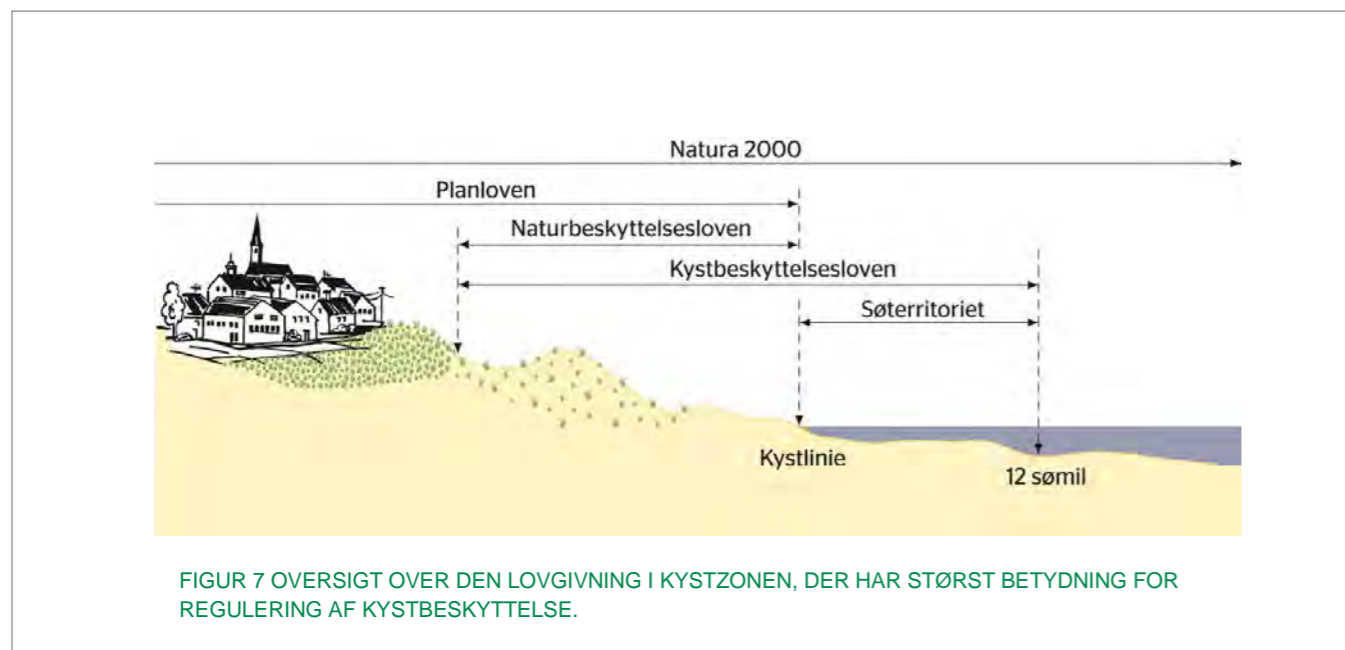 Natura 2000
Planloven
Naturbeskyttelsesloven
Kystbeskyttelsesloven
Søterritoriet
Kystlinie
12 sømil
FIGUR 7 OVERSIGT OVER DEN LOVGIVNING I KYSTZONEN, DER HAR STØRST BETYDNING FOR
REGULERING AF KYSTBESKYTTELSE.